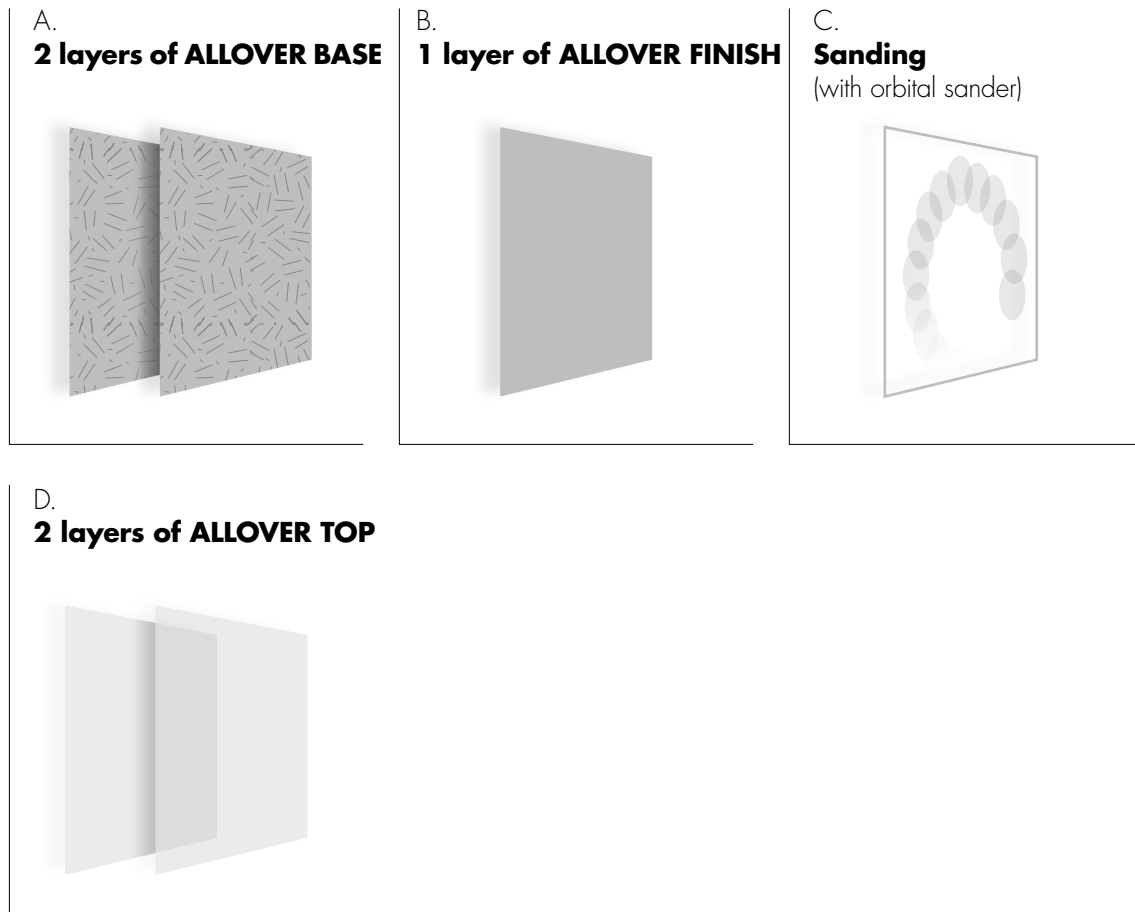 A.
2 layers of ALLOVER BASE
B.
1 layer of ALLOVER FINISH
C.
Sanding
(with orbital sander)
D.
2 layers of ALLOVER TOP